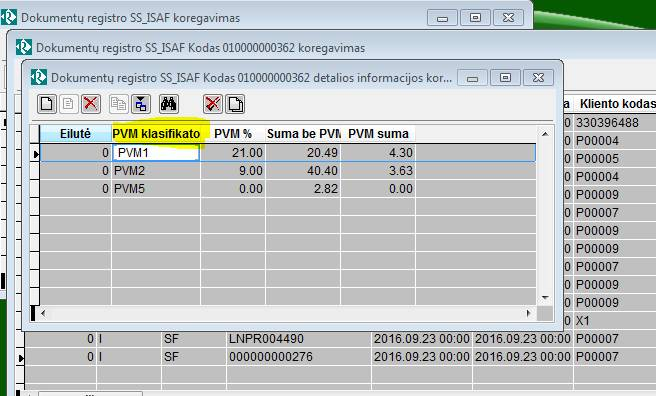 Dokumentų registro SS_ISAF koregavimas
Dokumentų registro SS_ISAF Kodas 010000000362 koregavimas
Dokumentų registro SS_ISAF Kodas 010000000362 detalios informacijos kor...
a Kliento kodas
Eilutė PVM klasifikato PVM % Suma be PVM PVM suma
0 330396488
0 PVM1 21.00 20.49 4.30
0 P00004
0 PVM2 9.00 40.40 3.63
0 P00005
0 PVM5 0.00 2.82 0.00
0 P00004
0 P00009
0 P00007
0 P00009
0 P00009
0 P00007
0 P00009
0 P00009
0 X1
0 I SF LNPR004490 2016.09.23 00:00 2016.09.23 00:00 P00007
0 I SF 000000000276 2016.09.23 00:00 2016.09.23 00:00 P00007